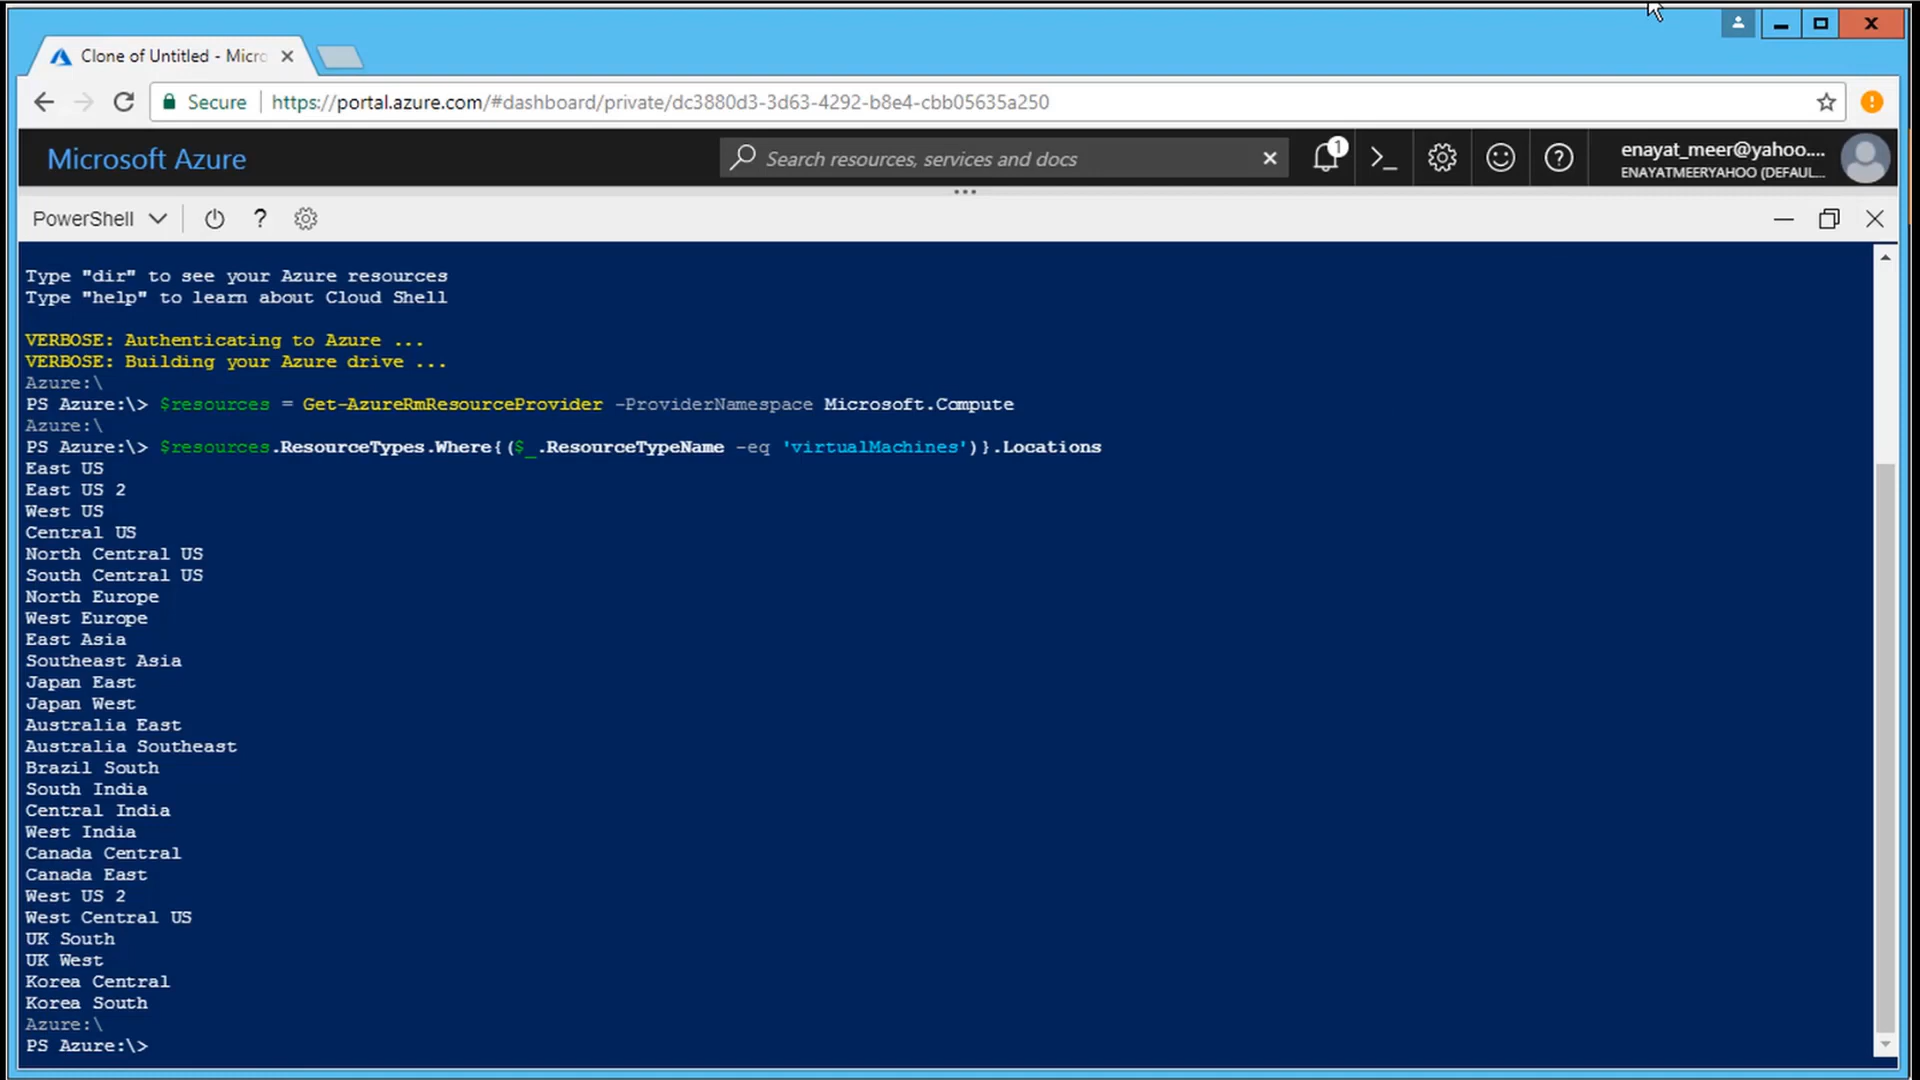 Clone of Untitled - Micro
Secure
https://portal.azure.com/#dashboard/private/dc3880d3-3d63-4292-b8e4-cbb05635a250
Microsoft Azure
Search resources, services and docs
1
enayat_meer@yahoo....
ENAYATMEERYAHOO (DEFAUL...
PowerShell
Type "dir" to see your Azure resources
Type "help" to learn about Cloud Shell
VERBOSE: Authenticating to Azure ...
VERBOSE: Building your Azure drive ...
Azure:\
PS Azure:\> $resources = Get-AzureRmResourceProvider -ProviderNamespace Microsoft.Compute
Azure:\
PS Azure:\> $resources.ResourceTypes.Where{($_.ResourceTypeName -eq 'virtualMachines')}.Locations
East US
East US 2
West US
Central US
North Central US
South Central US
North Europe
West Europe
East Asia
Southeast Asia
Japan East
Japan West
Australia East
Australia Southeast
Brazil South
South India
Central India
West India
Canada Central
Canada East
West US 2
West Central US
UK South
UK West
Korea Central
Korea South
Azure:\
PS Azure:\>